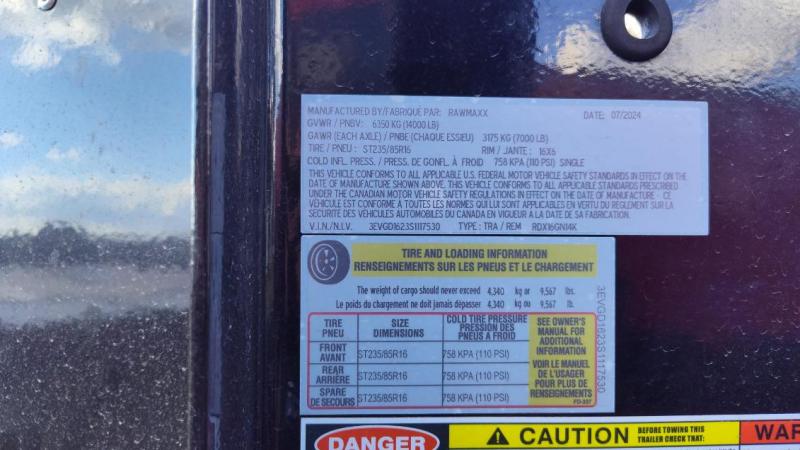 MANUFACTURED BY/FABRIQUE PAR: RAWMAXX DATE: 07/2024
GVWR / PNBV: 6350 KG (14000 LB)
GAWR (EACH AXLE) / PNBE (CHAQUE ESSIEU) 3175 KG (7000 LB)
TIRE / PNEU : ST235/85R16 RIM / JANTE : 16X6
COLD INFL. PRESS. / PRESS. DE GONFL. À FROID 758 KPA (110 PSI) SINGLE
THIS VEHICLE CONFORMS TO ALL APPLICABLE U.S. FEDERAL MOTOR VEHICLE SAFETY STANDARDS IN EFFECT ON THE
DATE OF MANUFACTURE SHOWN ABOVE. THIS VEHICLE CONFORMS TO ALL APPLICABLE STANDARDS PRESCRIBED
UNDER THE CANADIAN MOTOR VEHICLE SAFETY REGULATIONS IN EFFECT ON THE DATE OF MANUFACTURE - CE
VÉHICULE EST CONFORME À TOUTES LES NORMES QUI LUI SONT APPLICABLES EN VERTU DU RÈGLEMENT SUR LA
SÉCURITÉ DES VÉHICULES AUTOMOBILES DU CANADA EN VIGUEUR À LA DATE DE SA FABRICATION.
V.I.N./N.I.V. 3EVGD1623S1117530 TYPE : TRA / REM RDX16GN14K
TIRE AND LOADING INFORMATION
RENSEIGNEMENTS SUR LES PNEUS ET LE CHARGEMENT
The weight of cargo should never exceed 4,340 kg or 9,567 lbs.
Le poids du chargement ne doit jamais dépasser 4,340 kg ou 9,567 lb.
TIRE SIZE COLD TIRE PRESSURE
PNEU DIMENSIONS PRESSION DES
PNEUS A FROID
FRONT
AVANT ST235/85R16 758 KPA (110 PSI)
REAR
ARRIÈRE ST235/85R16 758 KPA (110 PSI)
SPARE
DE SECOURS ST235/85R16 758 KPA (110 PSI)
SEE OWNER'S
MANUAL FOR
ADDITIONAL
INFORMATION
VOIR LE MANUEL
DE L'USAGER
POUR PLUS DE
RENSEIGNEMENTS
3EVGD1623S1117530
DANGER
CAUTION BEFORE TOWING THIS
TRAILER CHECK THAT:
WAR